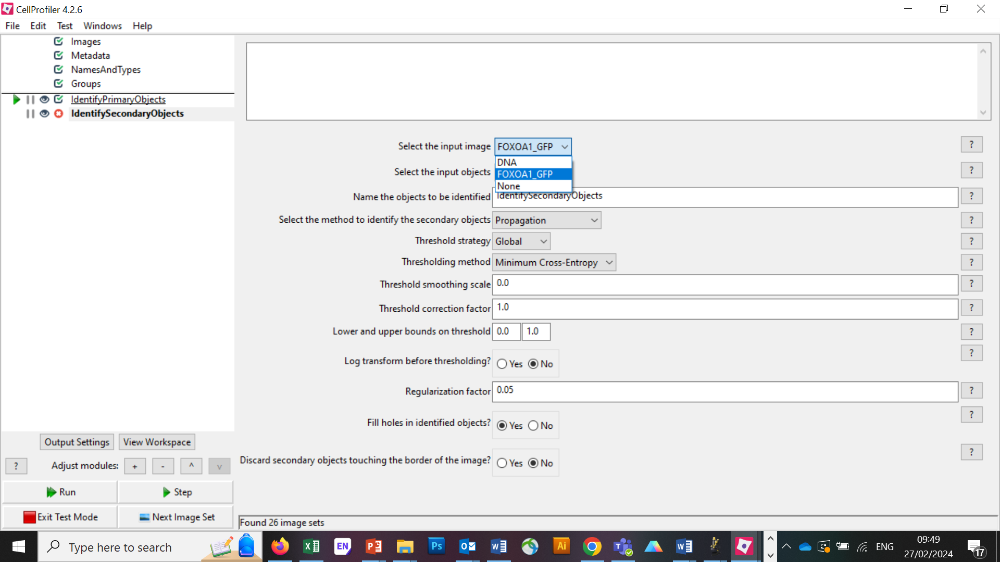 CellProfiler 4.2.6
File Edit Test Windows Help
Images
Metadata
NamesAndTypes
Groups
IdentifyPrimaryObjects
IdentifySecondaryObjects
Select the input image FOXOA1_GFP ?
DNA
FOXOA1_GFP
None
Select the input objects ?
Name the objects to be identified IdentifySecondaryObjects ?
Select the method to identify the secondary objects Propagation ?
Threshold strategy Global ?
Thresholding method Minimum Cross-Entropy ?
Threshold smoothing scale 0.0 ?
Threshold correction factor 1.0 ?
Lower and upper bounds on threshold 0.0 1.0 ?
Log transform before thresholding? Yes No ?
Regularization factor 0.05 ?
Fill holes in identified objects? Yes No ?
Discard secondary objects touching the border of the image? Yes No ?
Output Settings View Workspace
? Adjust modules: + - ^ v
Run Step
Exit Test Mode Next Image Set
Found 26 image sets
Type here to search
EN
Ps
Ai
ENG
09:49
27/02/2024
17